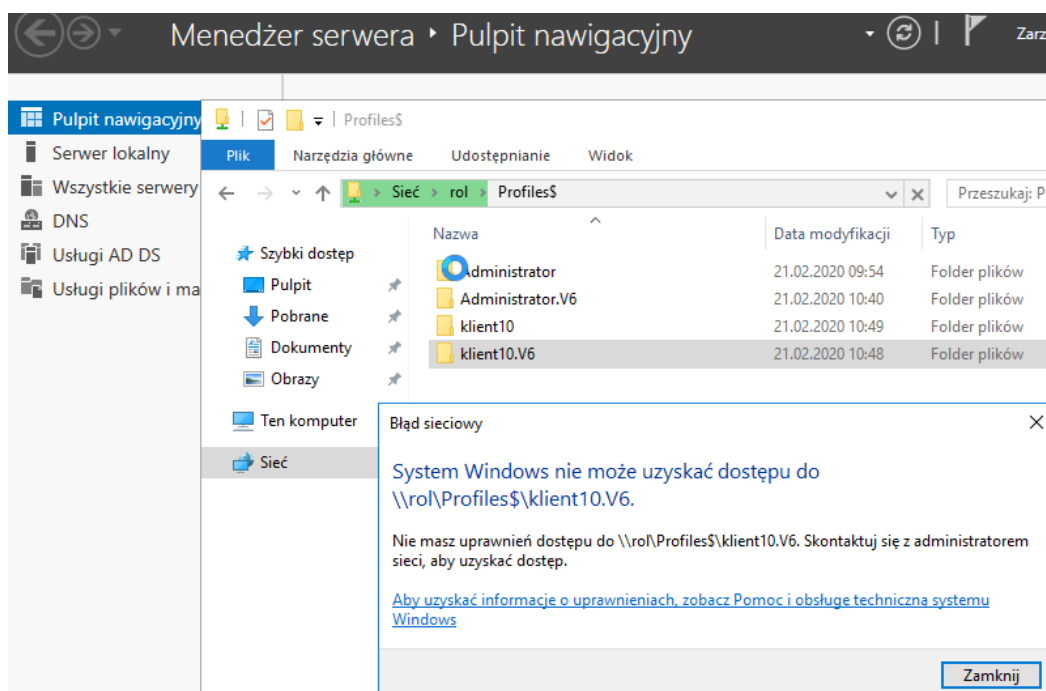 Menedżer serwera ‣ Pulpit nawigacyjny
Zarz
Pulpit nawigacyjny
Serwer lokalny
Wszystkie serwery
DNS
Usługi AD DS
Usługi plików i ma
Profiles$
Plik Narzędzia główne Udostępnianie Widok
Sieć rol Profiles$
Przeszukaj: P
Szybki dostęp
Pulpit
Pobrane
Dokumenty
Obrazy
Ten komputer
Sieć
Nazwa Data modyfikacji Typ
Administrator 21.02.2020 09:54 Folder plików
Administrator.V6 21.02.2020 10:40 Folder plików
klient10 21.02.2020 10:49 Folder plików
klient10.V6 21.02.2020 10:48 Folder plików
Błąd sieciowy
System Windows nie może uzyskać dostępu do
\\rol\Profiles$\klient10.V6.
Nie masz uprawnień dostępu do \\rol\Profiles$\klient10.V6. Skontaktuj się z administratorem
sieci, aby uzyskać dostęp.
Aby uzyskać informacje o uprawnieniach, zobacz Pomoc i obsługę techniczną systemu
Windows
Zamknij